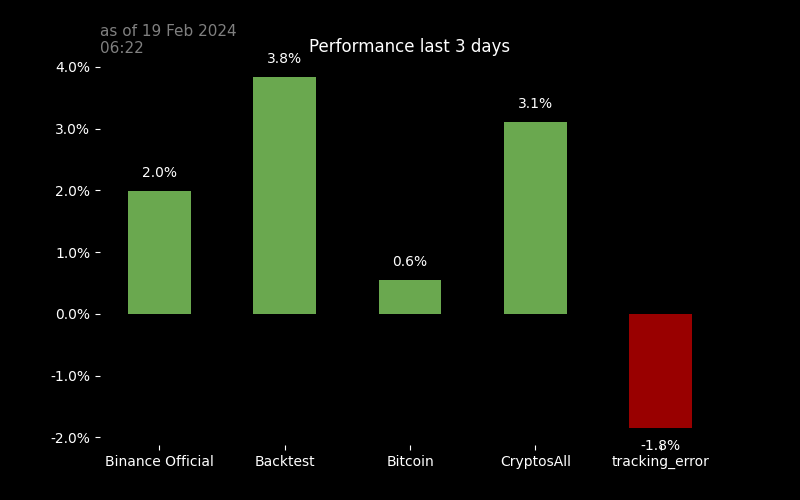 as of 19 Feb 2024
06:22
Performance last 3 days
4.0%
3.0%
2.0%
1.0%
0.0%
-1.0%
-2.0%
2.0%
3.8%
0.6%
3.1%
-1.8%
Binance Official
Backtest
Bitcoin
CryptosAll
tracking_error